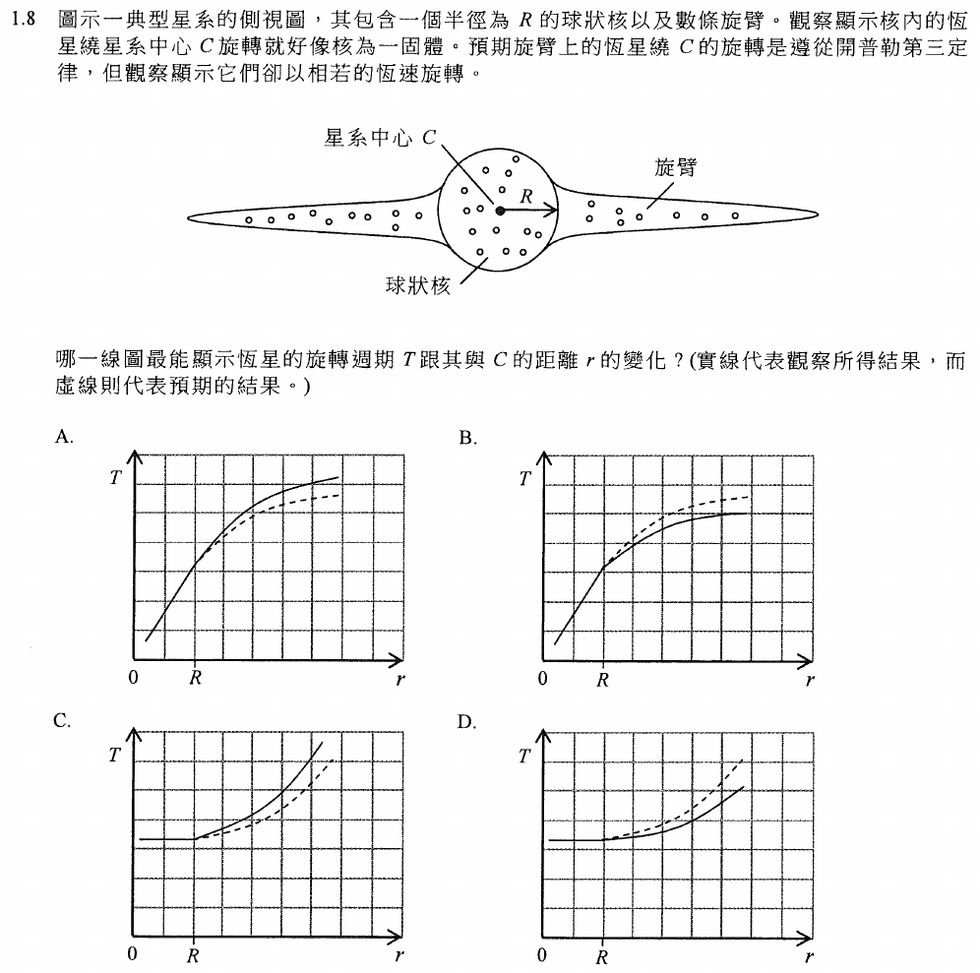 1.8 圖示一典型星系的側視圖，其包含一個半徑為 R 的球狀核以及數條旋臂。觀察顯示核內的恆
星繞星系中心 C 旋轉就好像核為一固體。預期旋臂上的恆星繞 C 的旋轉是遵從開普勒第三定
律，但觀察顯示它們卻以相若的恆速旋轉。
星系中心 C
旋臂
R
球狀核
哪一線圖最能顯示恆星的旋轉週期 T 跟其與 C 的距離 r 的變化？(實線代表觀察所得結果，而
虛線則代表預期的結果。)
A. B.
T T
0 R r 0 R r
C. D.
T T
0 R r 0 R r